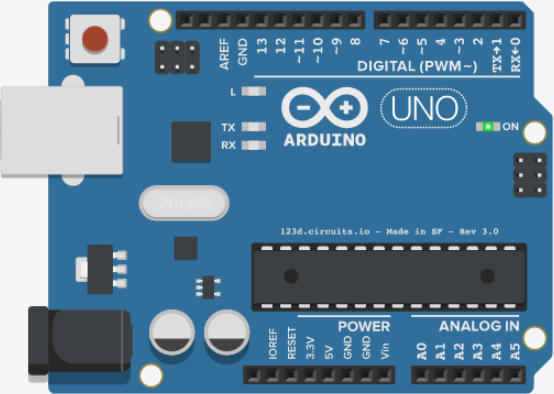 AREF
GND
13
12
~11
~10
~9
8
7
~6
~5
4
~3
2
TX→1
RX←0
DIGITAL (PWM~)
L
TX
RX
ARDUINO
UNO
ON
SPK16.000G
123d.circuits.io - Made in SF - Rev 3.0
POWER
ANALOG IN
IOREF
RESET
3.3V
5V
GND
GND
Vin
A0
A1
A2
A3
A4
A5